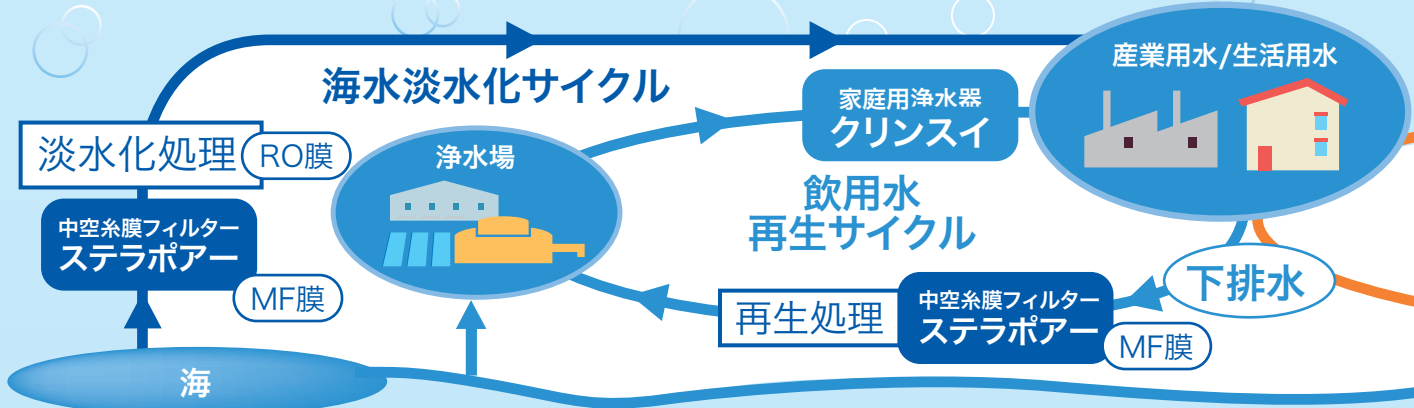 産業用水/生活用水
海水淡水化サイクル
家庭用浄水器
クリンスイ
淡水化処理
RO膜
浄水場
飲用水
再生サイクル
中空糸膜フィルター
ステラポアー
MF膜
下排水
再生処理
中空糸膜フィルター
ステラポアー
MF膜
海